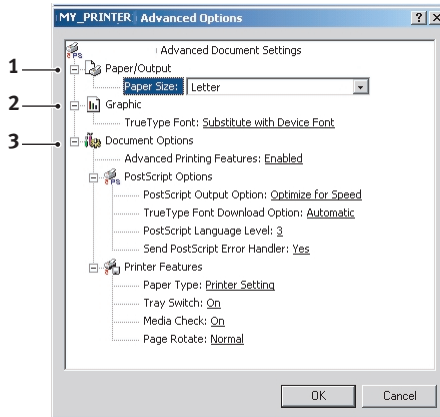 MY_PRINTER Advanced Options
? X
Advanced Document Settings
1 Paper/Output
Paper Size: Letter
2 Graphic
TrueType Font: Substitute with Device Font
3 Document Options
Advanced Printing Features: Enabled
PostScript Options
PostScript Output Option: Optimize for Speed
TrueType Font Download Option: Automatic
PostScript Language Level: 3
Send PostScript Error Handler: Yes
Printer Features
Paper Type: Printer Setting
Tray Switch: On
Media Check: On
Page Rotate: Normal
OK Cancel